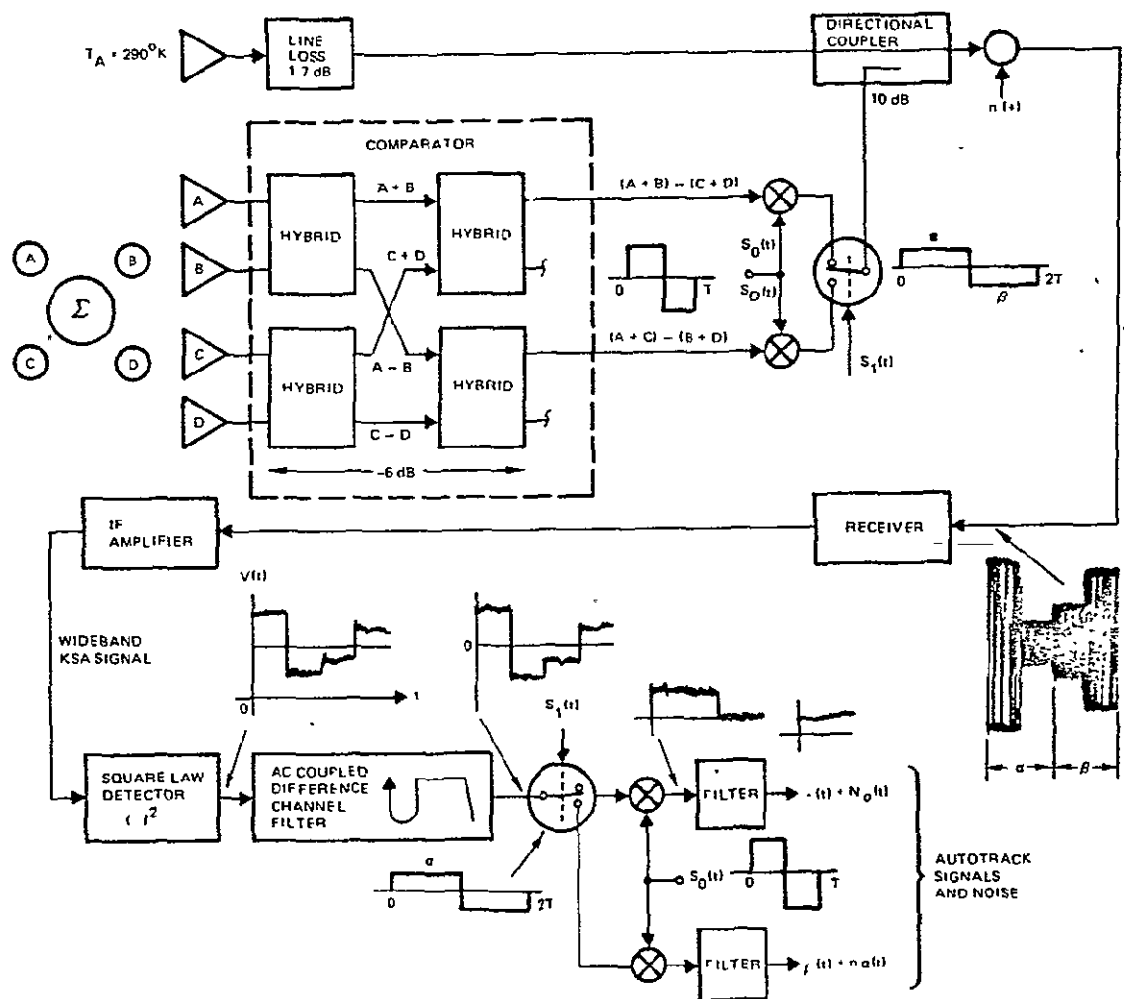 T_A = 290°K
LINE
LOSS
1 7 dB
DIRECTIONAL
COUPLER
10 dB
n(+)
COMPARATOR
A
B
C
D
HYBRID
A + B
HYBRID
C + D
HYBRID
A - B
HYBRID
C - D
-6 dB
A
B
Σ
C
D
(A + B) - (C + D)
S_0(t)
S_0(t)
0
T
(A + C) - (B + D)
S_1(t)
0
β
2T
IF
AMPLIFIER
RECEIVER
WIDEBAND
KSA SIGNAL
V(t)
0
t
0
S_1(t)
α
β
SQUARE LAW
DETECTOR
( )²
AC COUPLED
DIFFERENCE
CHANNEL
FILTER
α
0
2T
FILTER
(t) + N_0(t)
S_0(t)
0
T
FILTER
(t) + n α(t)
AUTOTRACK
SIGNALS
AND NOISE